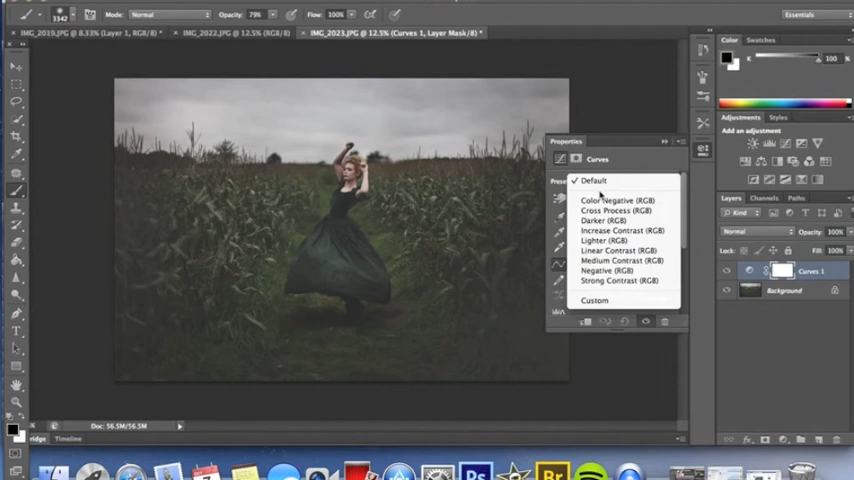 3342
Mode: Normal
Opacity: 79%
Flow: 100%
Essentials
× IMG_2019.JPG @ 8.33% (Layer 1, RGB/8) *
× IMG_2022.JPG @ 12.5% (RGB/8)
× IMG_2023.JPG @ 12.5% (Curves 1, Layer Mask/8) *
Color Swatches
K 100 %
Properties
Curves
Adjustments Styles
Add an adjustment
✓ Default
Color Negative (RGB)
Cross Process (RGB)
Darker (RGB)
Increase Contrast (RGB)
Lighter (RGB)
Linear Contrast (RGB)
Medium Contrast (RGB)
Negative (RGB)
Strong Contrast (RGB)
Custom
Layers Channels Paths
Kind
Normal Opacity: 100%
Lock: Fill: 100%
Curves 1
Background
Doc: 56.5M/56.5M
Timeline
Ps
Br